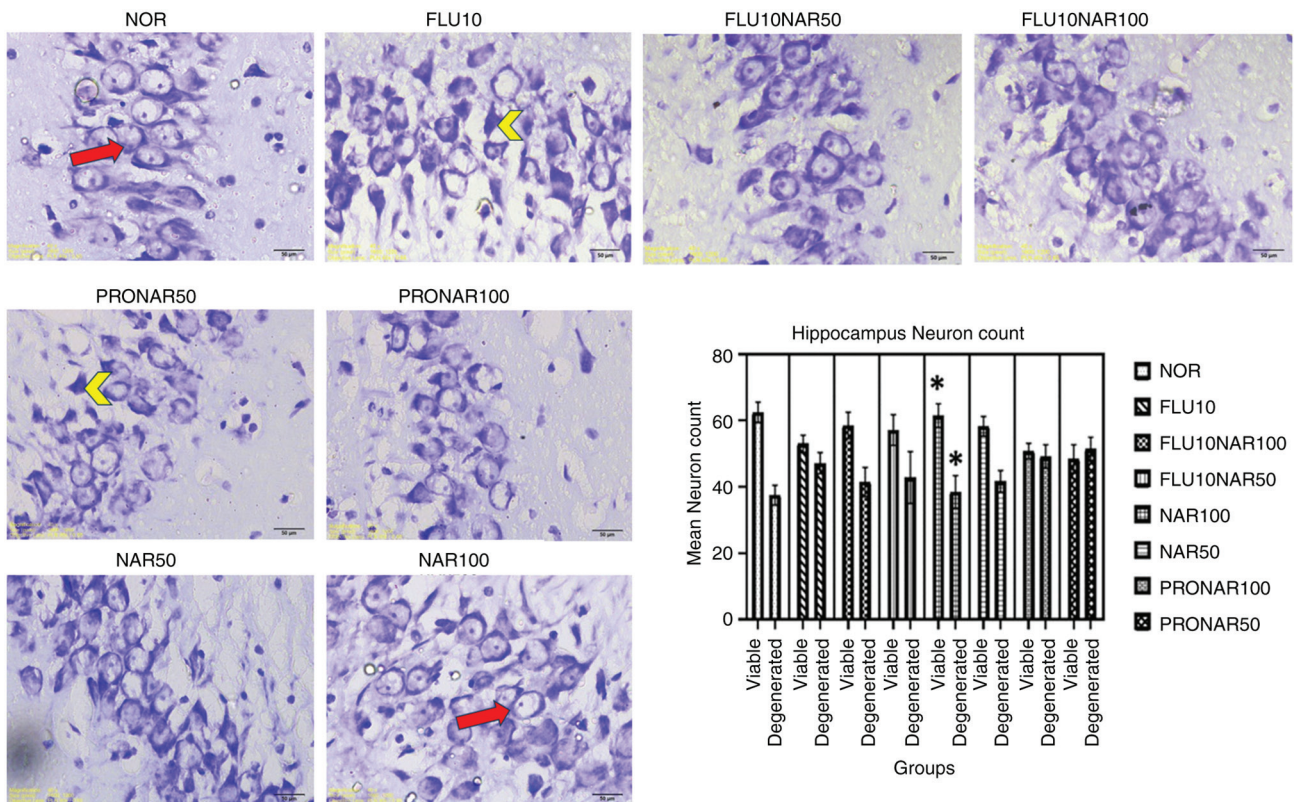 NOR
FLU10
FLU10NAR50
FLU10NAR100
50 µm
50 µm
50 µm
50 µm
PRONAR50
PRONAR100
50 µm
50 µm
NAR50
NAR100
50 µm
50 µm
Hippocampus Neuron count
Mean Neuron count
80
60
40
20
0
*
*
Viable
Degenerated
Viable
Degenerated
Viable
Degenerated
Viable
Degenerated
Viable
Degenerated
Viable
Degenerated
Viable
Degenerated
Viable
Degenerated
Groups
NOR
FLU10
FLU10NAR100
FLU10NAR50
NAR100
NAR50
PRONAR100
PRONAR50